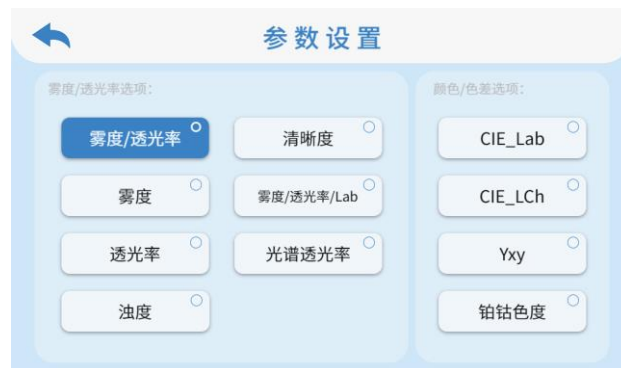 参数设置
雾度/透光率选项：
雾度/透光率
清晰度
雾度
雾度/透光率/Lab
透光率
光谱透光率
浊度
颜色/色差选项：
CIE_Lab
CIE_LCh
Yxy
铂钴色度